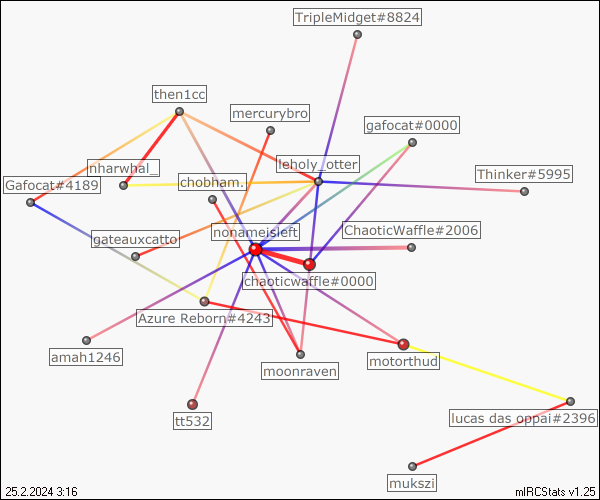 TripleMidget#8824
then1cc
mercurybro
gafocat#0000
leholy_otter
nharwhal_
Thinker#5995
Gafocat#4189
chobham.
nonameisleft
ChaoticWaffle#2006
gateauxcatto
chaoticwaffle#0000
Azure Reborn#4243
amah1246
motorthud
moonraven
lucas das oppai#2396
tt532
mukszi
25.2.2024 3:16
mIRCStats v1.25